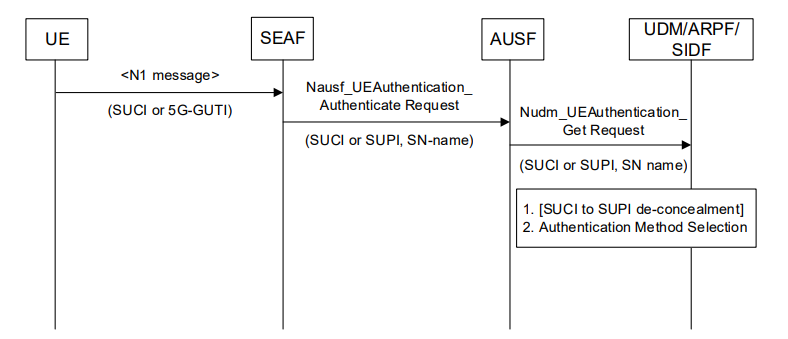 UE
SEAF
AUSF
UDM/ARPF/
SIDF
<N1 message>
(SUCI or 5G-GUTI)
Nausf_UEAuthentication_
Authenticate Request
(SUCI or SUPI, SN-name)
Nudm_UEAuthentication_
Get Request
(SUCI or SUPI, SN name)
1. [SUCI to SUPI de-concealment]
2. Authentication Method Selection